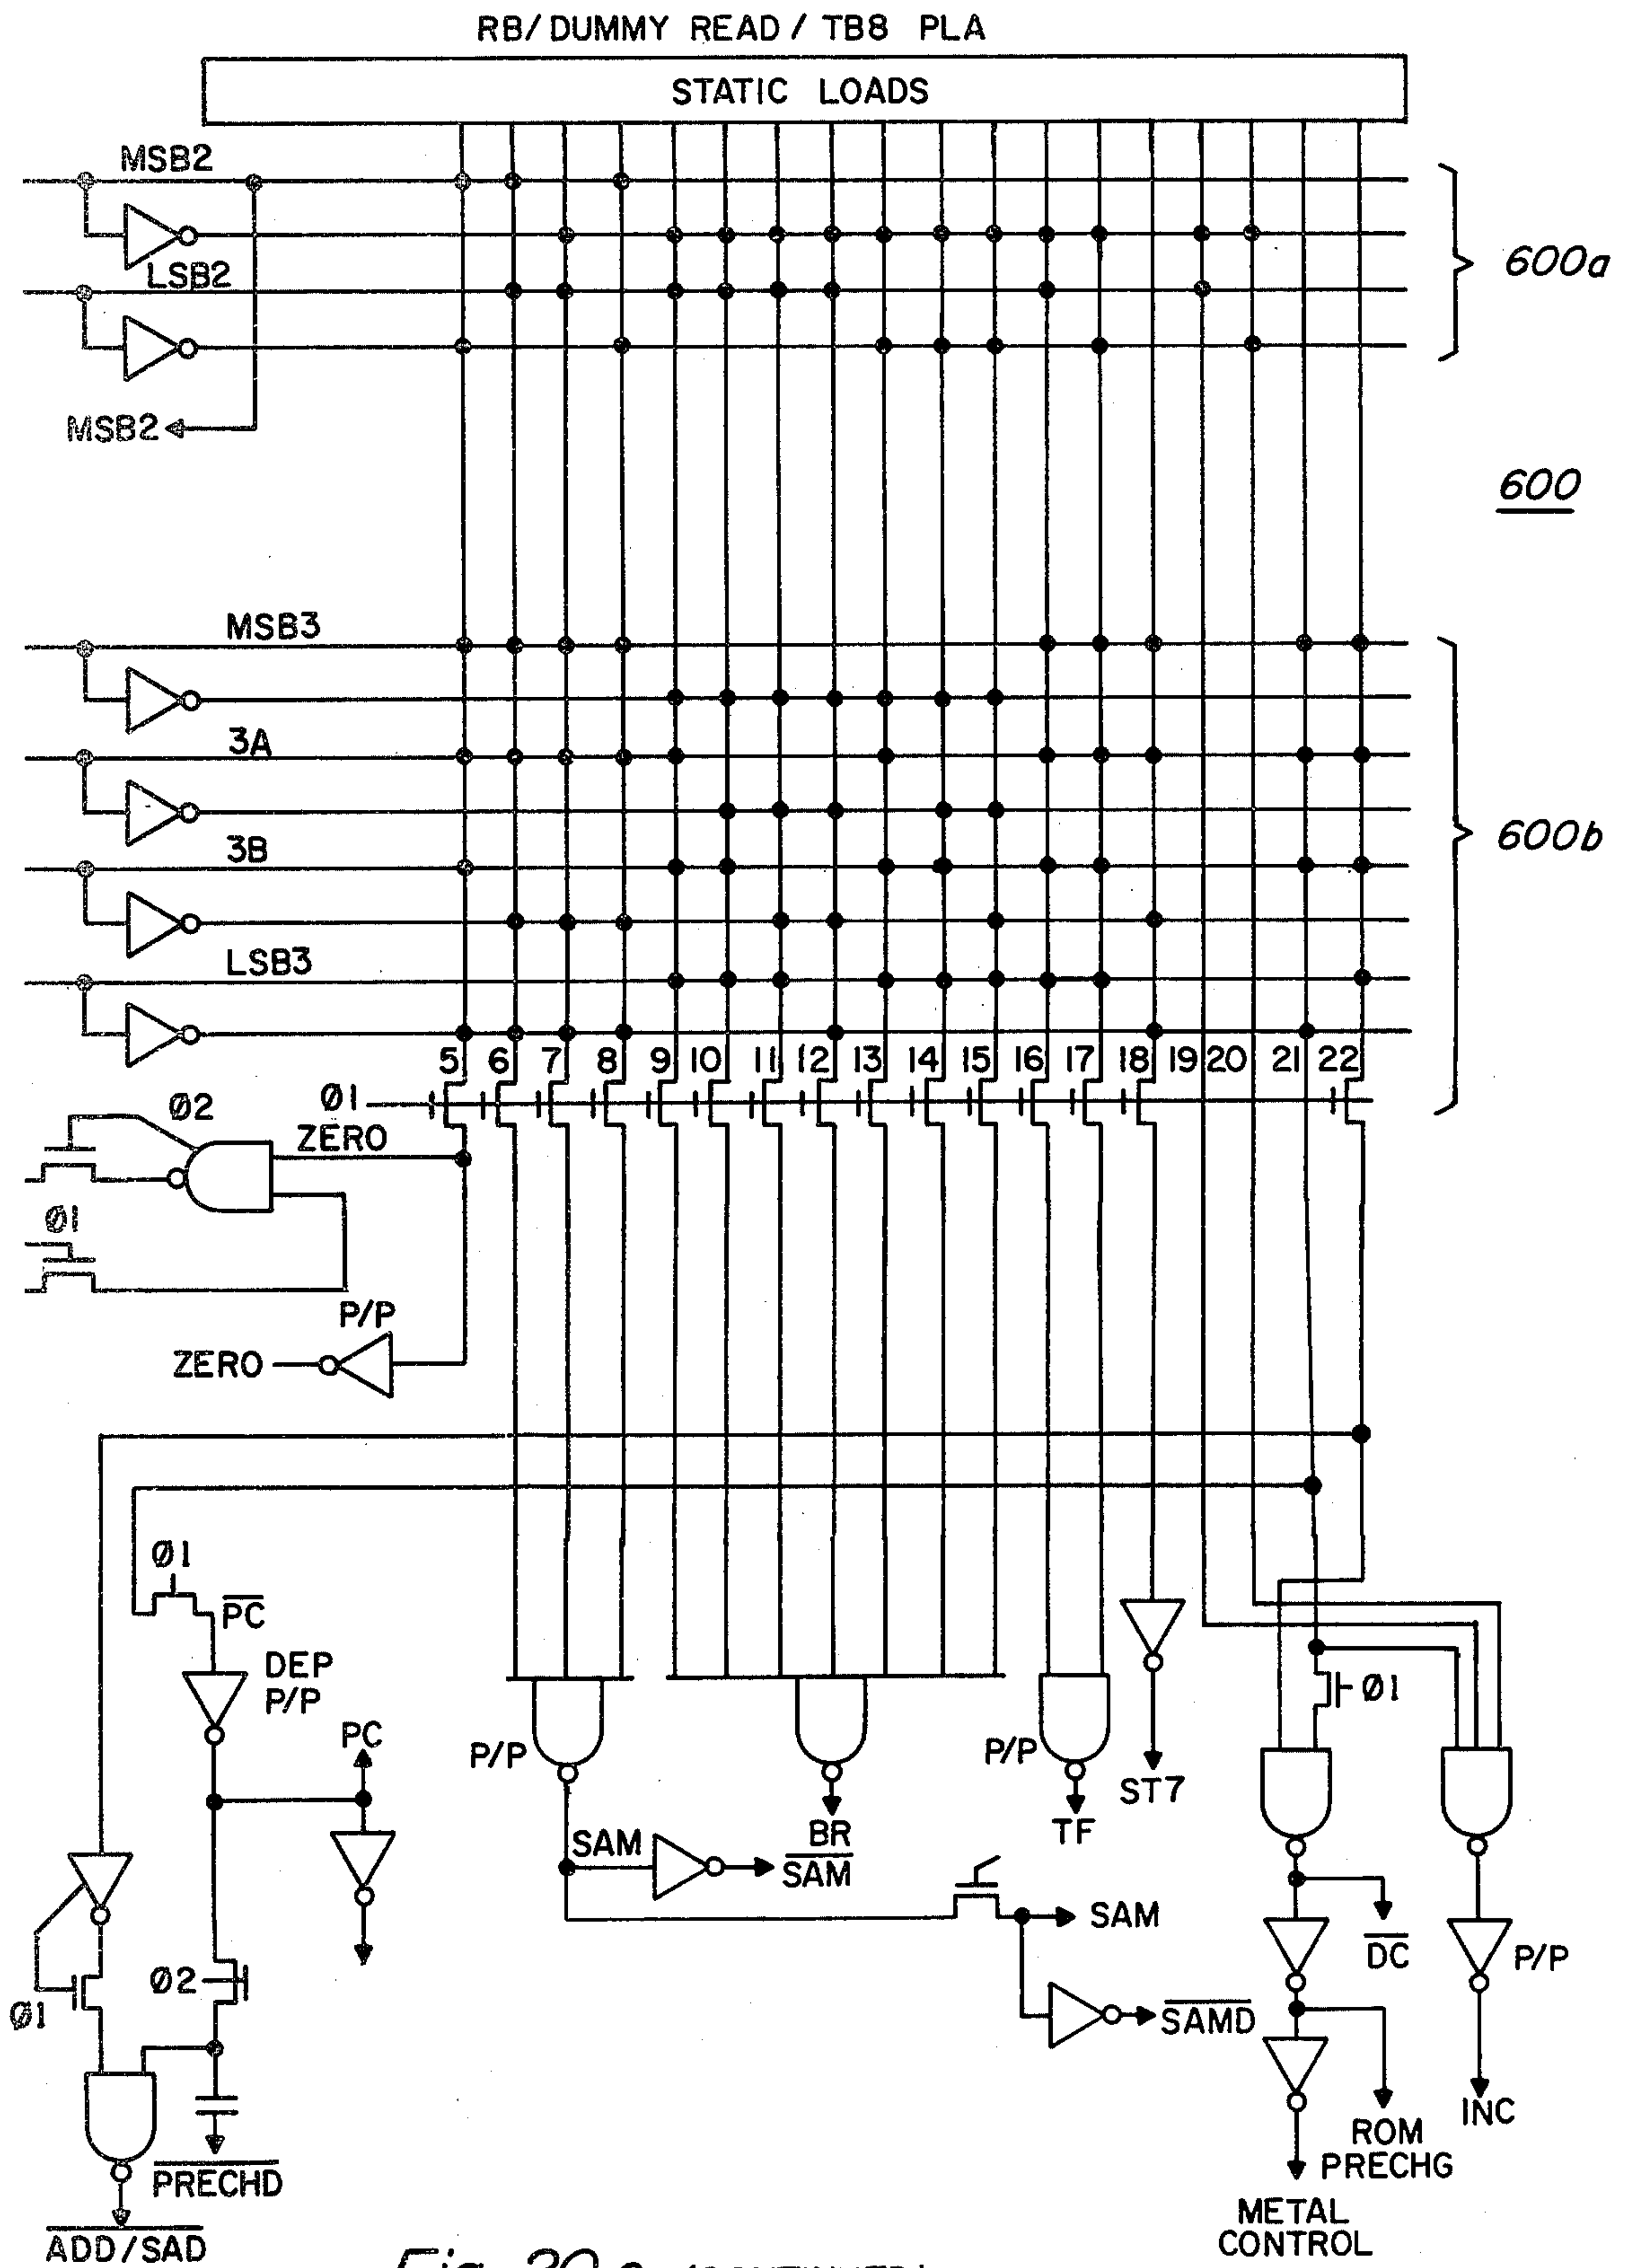 RB/DUMMY READ / TB8 PLA
STATIC LOADS
MSB2
LSB2
600a
MSB2
600
MSB3
3A
3B
600b
LSB3
5 6 7 8 9 10 11 12 13 14 15 16 17 18 19 20 21 22
Ø1
Ø2
ZERO
Ø1
P/P
ZERO
Ø1
PC
DEP
P/P
Ø1
PC
P/P
P/P
ST7
SAM
BR
TF
SAM
SAM
DC
P/P
Ø2
Ø1
SAMD
INC
ROM
PRECHG
PRECHD
METAL
CONTROL
ADD/SAD